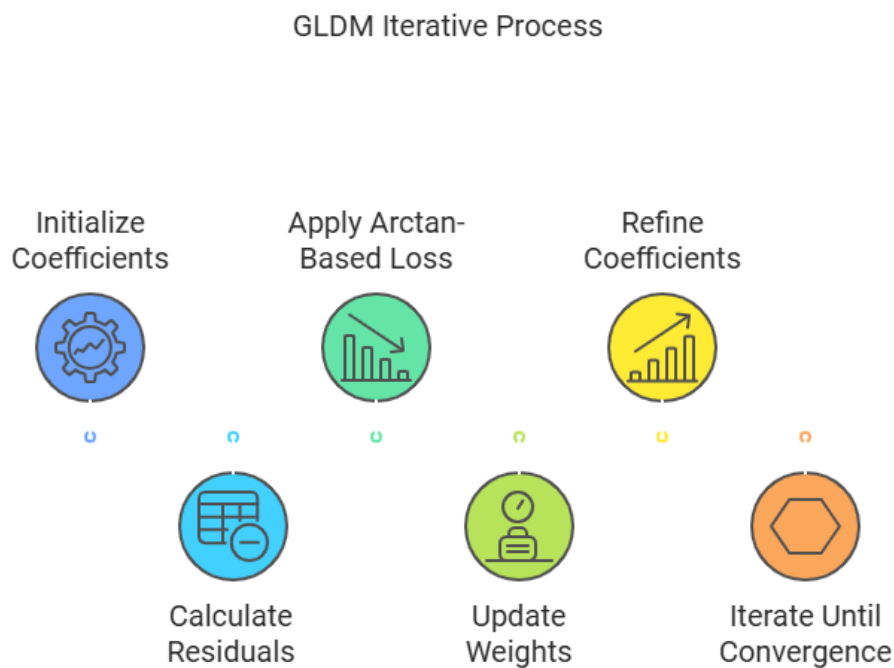 GLDM Iterative Process
Initialize
Coefficients
Calculate
Residuals
Apply Arctan-
Based Loss
Update
Weights
Refine
Coefficients
Iterate Until
Convergence